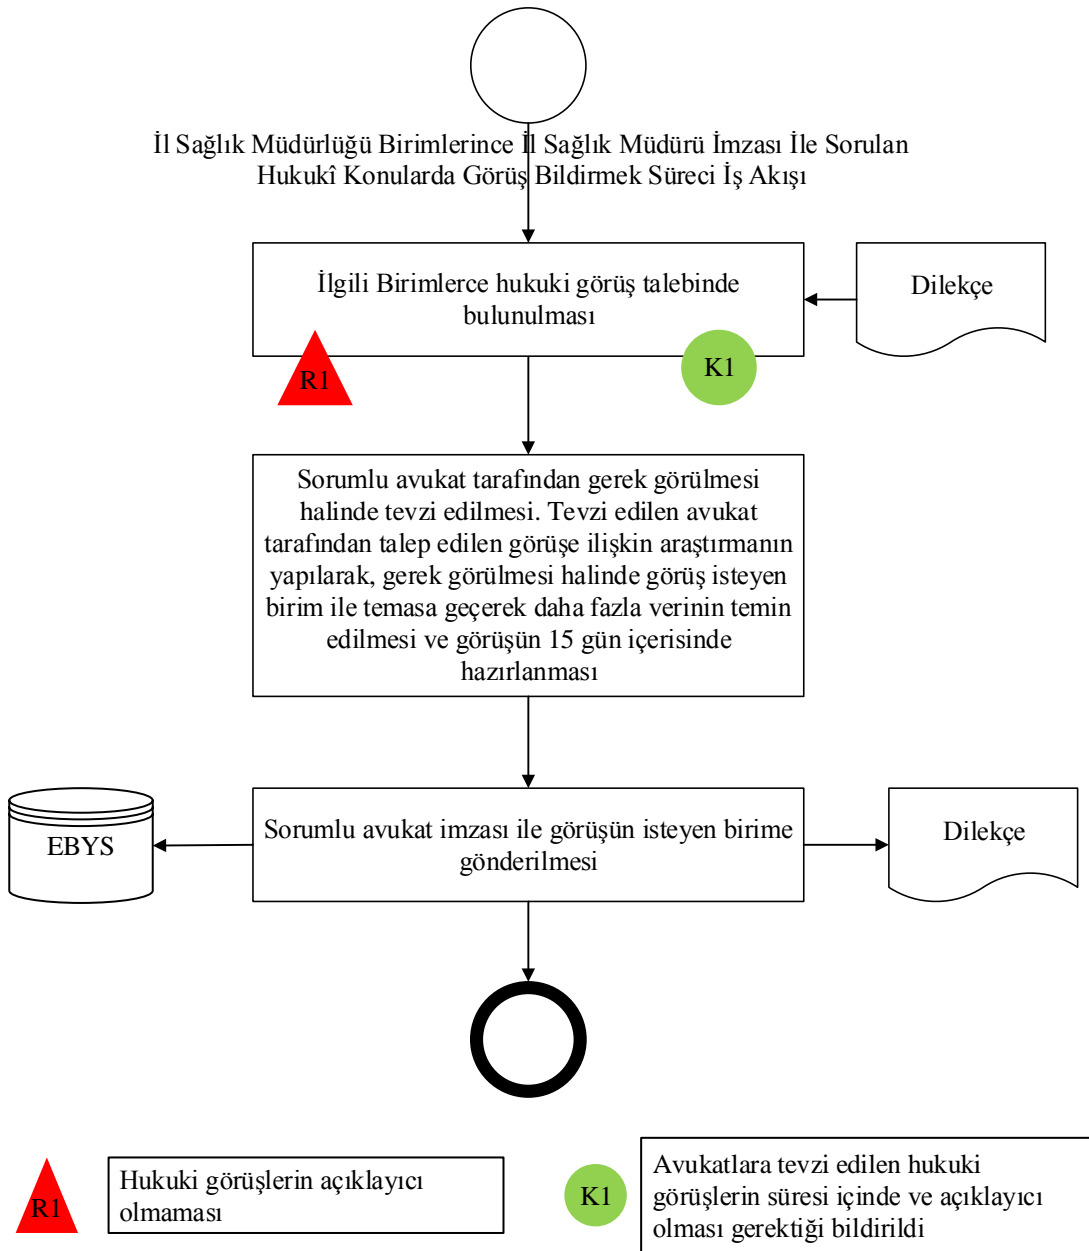 İl Sağlık Müdürlüğü Birimlerince İl Sağlık Müdürü İmzası İle Sorulan
Hukukî Konularda Görüş Bildirmek Süreci İş Akışı
İlgili Birimlerce hukuki görüş talebinde
bulunulması
Dilekçe
R1
K1
Sorumlu avukat tarafından gerek görülmesi
halinde tevzi edilmesi. Tevzi edilen avukat
tarafından talep edilen görüşe ilişkin araştırmanın
yapılarak, gerek görülmesi halinde görüş isteyen
birim ile temasa geçerek daha fazla verinin temin
edilmesi ve görüşün 15 gün içerisinde
hazırlanması
EBYS
Sorumlu avukat imzası ile görüşün isteyen birime
gönderilmesi
Dilekçe
R1
Hukuki görüşlerin açıklayıcı
olmaması
K1
Avukatlara tevzi edilen hukuki
görüşlerin süresi içinde ve açıklayıcı
olması gerektiği bildirildi